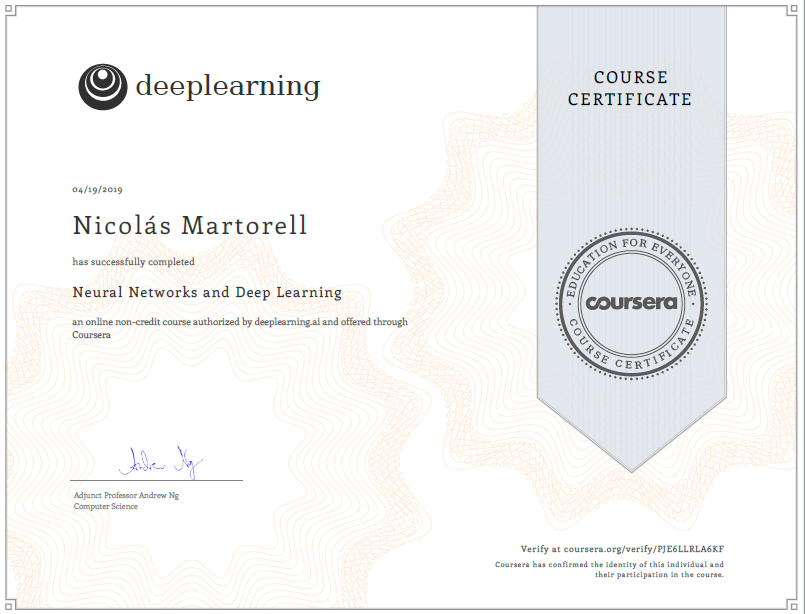 deeplearning
COURSE
CERTIFICATE
04/19/2019
Nicolás Martorell
has successfully completed
Neural Networks and Deep Learning
an online non-credit course authorized by deeplearning.ai and offered through
Coursera
EDUCATION FOR EVERYONE
coursera
COURSE CERTIFICATE
Andrew Ng
Adjunct Professor Andrew Ng
Computer Science
Verify at coursera.org/verify/PJE6LLRLA6KF
Coursera has confirmed the identity of this individual and
their participation in the course.